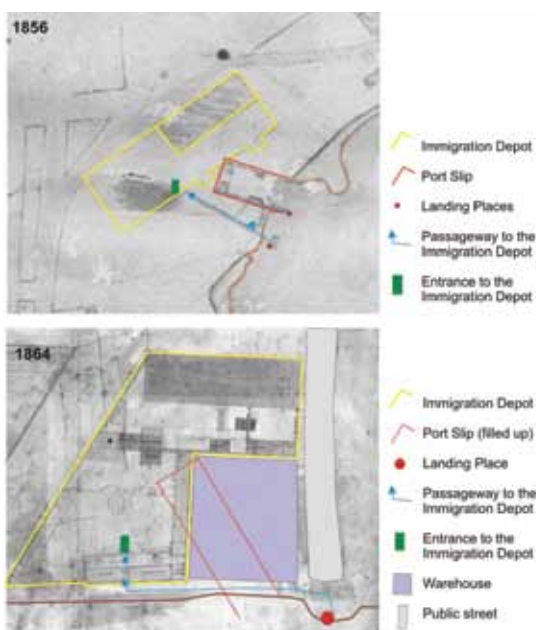 1856
Immigration Depot
Port Slip
Landing Places
Passageway to the
Immigration Depot
Entrance to the
Immigration Depot
1864
Immigration Depot
Port Slip (filled up)
Landing Place
Passageway to the
Immigration Depot
Entrance to the
Immigration Depot
Warehouse
Public street